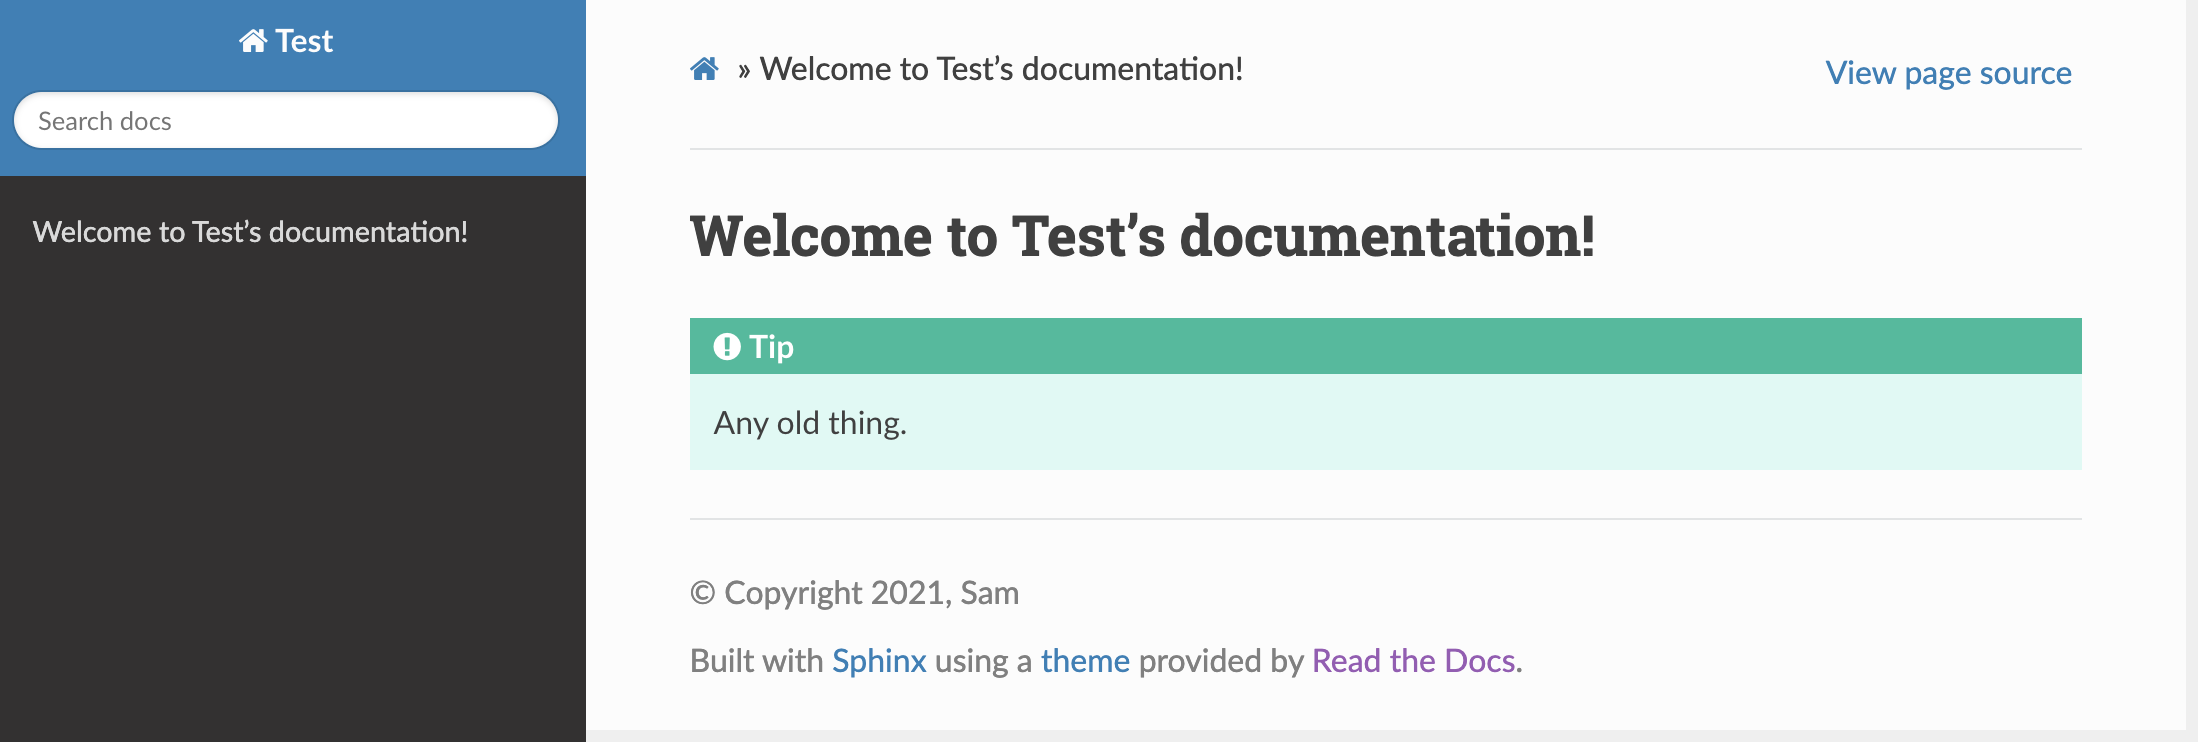 Test
Search docs
Welcome to Test’s documentation!
» Welcome to Test’s documentation!
View page source
Welcome to Test’s documentation!
Tip
Any old thing.
© Copyright 2021, Sam
Built with Sphinx using a theme provided by Read the Docs.